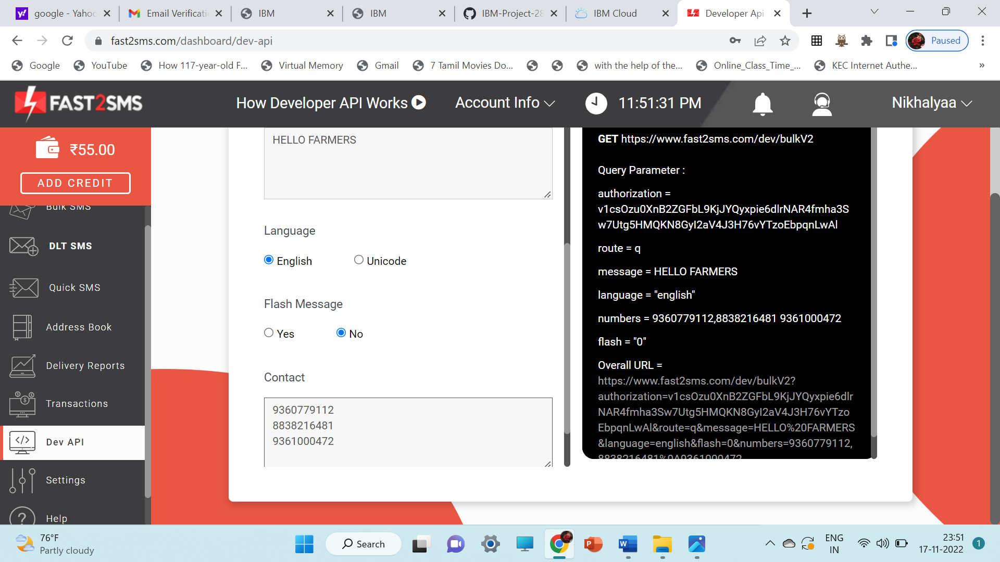 google - Yahoo
Email Verificati
IBM
IBM
IBM-Project-28
IBM Cloud
Developer Api
fast2sms.com/dashboard/dev-api
Paused
Google
YouTube
How 117-year-old F...
Virtual Memory
Gmail
7 Tamil Movies Do...
with the help of the...
Online_Class_Time_...
KEC Internet Authe...
»
FAST2SMS
How Developer API Works
Account Info
11:51:31 PM
Nikhalyaa
₹55.00
ADD CREDIT
Bulk SMS
DLT SMS
Quick SMS
Address Book
Delivery Reports
Transactions
Dev API
Settings
Help
HELLO FARMERS
Language
English
Unicode
Flash Message
Yes
No
Contact
9360779112
8838216481
9361000472
GET https://www.fast2sms.com/dev/bulkV2
Query Parameter :
authorization =
v1csOzu0XnB2ZGFbL9KjJYQyxpie6dlrNAR4fmha3S
w7Utg5HMQKN8GyI2aV4J3H76vYTzoEbpqnLwAl
route = q
message = HELLO FARMERS
language = "english"
numbers = 9360779112,8838216481 9361000472
flash = "0"
Overall URL =
https://www.fast2sms.com/dev/bulkV2?
authorization=v1csOzu0XnB2ZGFbL9KjJYQyxpie6dlr
NAR4fmha3Sw7Utg5HMQKN8GyI2aV4J3H76vYTzo
EbpqnLwAl&route=q&message=HELLO%20FARMERS
&language=english&flash=0&numbers=9360779112,
8838216481%0A9361000472
76°F
Partly cloudy
Search
ENG
IN
23:51
17-11-2022
1